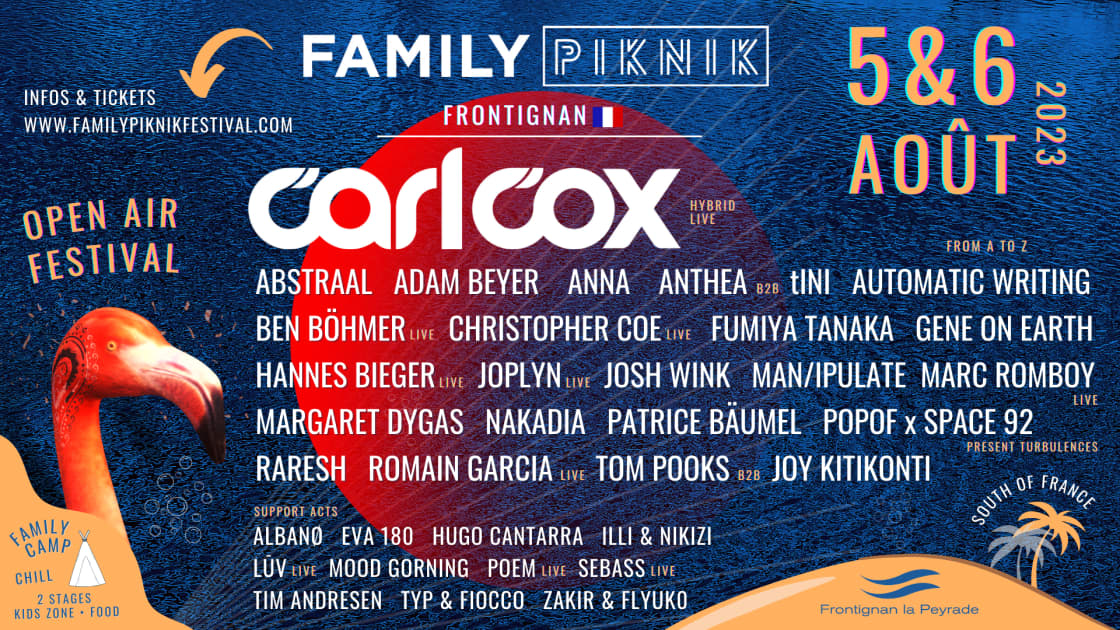 FAMILY PIKNIK
INFOS & TICKETS
WWW.FAMILYPIKNIKFESTIVAL.COM
FRONTIGNAN
5 & 6
AOÛT
2023
OPEN AIR
FESTIVAL
carl cox HYBRID
LIVE
FROM A TO Z
ABSTRAAL ADAM BEYER ANNA ANTHEA B2B tINI AUTOMATIC WRITING
BEN BÖHMER LIVE CHRISTOPHER COE LIVE FUMIYA TANAKA GENE ON EARTH
HANNES BIEGER LIVE JOPLYN LIVE JOSH WINK MAN/IPULATE MARC ROMBOY
LIVE
MARGARET DYGAS NAKADIA PATRICE BÄUMEL POPOF x SPACE 92
PRESENT TURBULENCES
RARESH ROMAIN GARCIA LIVE TOM POOKS B2B JOY KITIKONTI
SUPPORT ACTS
ALBANØ EVA 180 HUGO CANTARRA ILLI & NIKIZI
LŪV LIVE MOOD GORNING POEM LIVE SEBASS LIVE
TIM ANDRESEN TYP & FIOCCO ZAKIR & FLYUKO
SOUTH OF FRANCE
FAMILY
CAMP
CHILL
2 STAGES
KIDS ZONE • FOOD
Frontignan la Peyrade